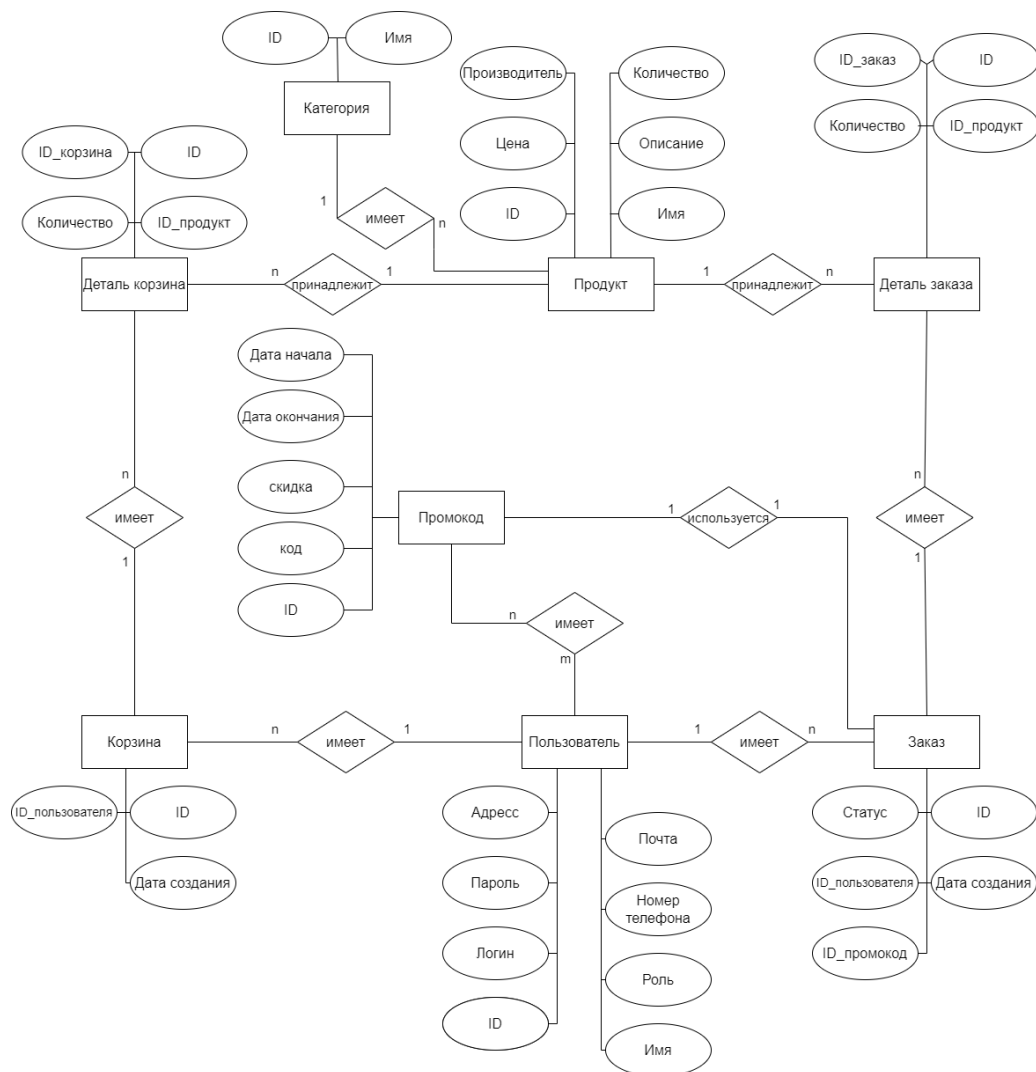 ID
Имя
Категория
Производитель
Количество
Цена
Описание
ID
Имя
ID_заказ
ID
Количество
ID_продукт
ID_корзина
ID
Количество
ID_продукт
1
имеет
n
Деталь корзина
n
принадлежит
1
Продукт
1
принадлежит
n
Деталь заказа
Дата начала
Дата окончания
скидка
код
ID
Промокод
1
используется
1
n
имеет
1
n
имеет
1
n
имеет
m
Корзина
n
имеет
1
Пользователь
1
имеет
n
Заказ
ID_пользователя
ID
Дата создания
Адресс
Пароль
Логин
ID
Почта
Номер
телефона
Роль
Имя
Статус
ID
ID_пользователя
Дата создания
ID_промокод